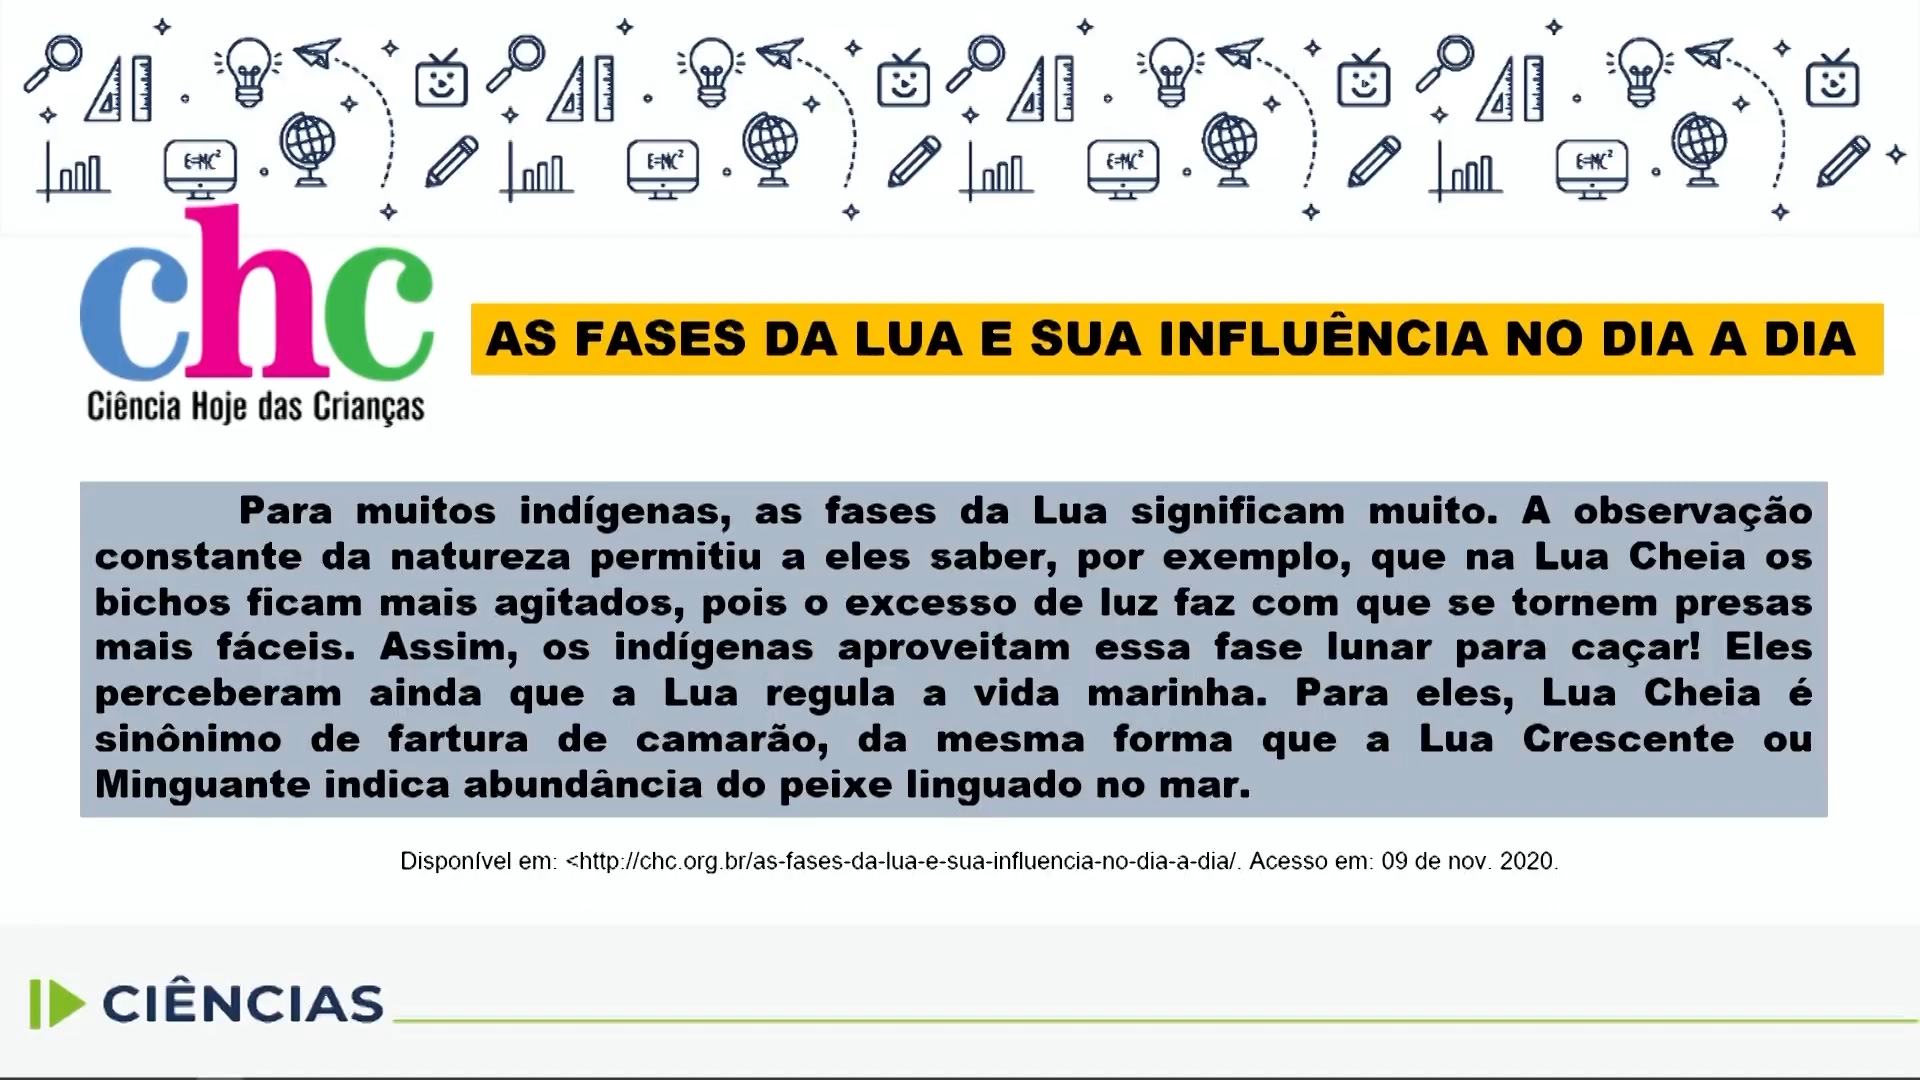 E=MC² E=MC² E=MC² E=MC²
chc
Ciência Hoje das Crianças
AS FASES DA LUA E SUA INFLUÊNCIA NO DIA A DIA
Para muitos indígenas, as fases da Lua significam muito. A observação
constante da natureza permitiu a eles saber, por exemplo, que na Lua Cheia os
bichos ficam mais agitados, pois o excesso de luz faz com que se tornem presas
mais fáceis. Assim, os indígenas aproveitam essa fase lunar para caçar! Eles
perceberam ainda que a Lua regula a vida marinha. Para eles, Lua Cheia é
sinônimo de fartura de camarão, da mesma forma que a Lua Crescente ou
Minguante indica abundância do peixe linguado no mar.
Disponível em: <http://chc.org.br/as-fases-da-lua-e-sua-influencia-no-dia-a-dia/. Acesso em: 09 de nov. 2020.
CIÊNCIAS